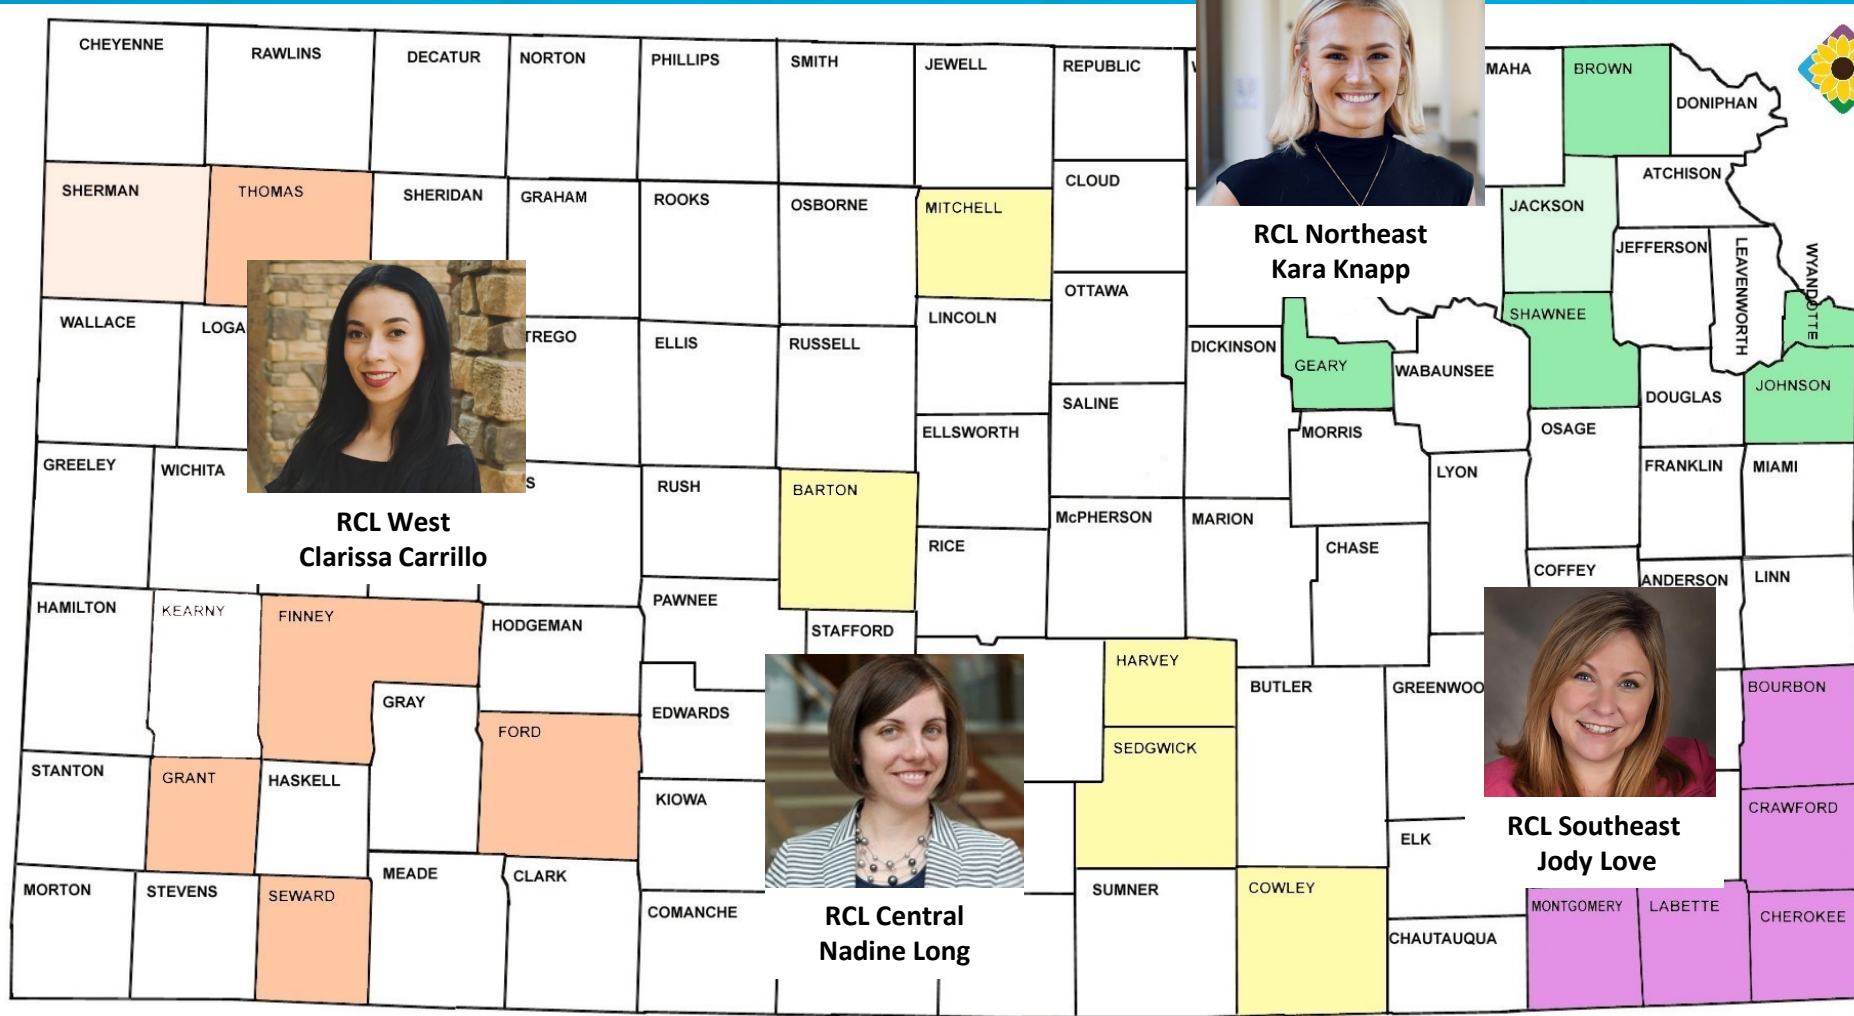 CHEYENNE
RAWLINS
DECATUR
NORTON
PHILLIPS
SMITH
JEWELL
REPUBLIC
MAHA
BROWN
DONIPHAN
SHERMAN
THOMAS
SHERIDAN
GRAHAM
ROOKS
OSBORNE
MITCHELL
CLOUD
JACKSON
ATCHISON
RCL Northeast
Kara Knapp
JEFFERSON
LEAVENWORTH
WYANDOTTE
WALLACE
LOGA
TREGO
ELLIS
RUSSELL
LINCOLN
OTTAWA
DICKINSON
GEARY
WABAUNSEE
SHAWNEE
DOUGLAS
JOHNSON
SALINE
GREELEY
WICHITA
S
RUSH
BARTON
ELLSWORTH
MORRIS
LYON
OSAGE
FRANKLIN
MIAMI
RCL West
Clarissa Carrillo
RICE
McPHERSON
MARION
CHASE
COFFEY
ANDERSON
LINN
HAMILTON
KEARNY
FINNEY
HODGEMAN
PAWNEE
STAFFORD
HARVEY
BUTLER
GREENWOO
BOURBON
GRAY
FORD
EDWARDS
SEDGWICK
STANTON
GRANT
HASKELL
KIOWA
ELK
CRAWFORD
RCL Southeast
Jody Love
MORTON
STEVENS
SEWARD
MEADE
CLARK
COMANCHE
RCL Central
Nadine Long
SUMNER
COWLEY
CHAUTAUQUA
MONTGOMERY
LABETTE
CHEROKEE